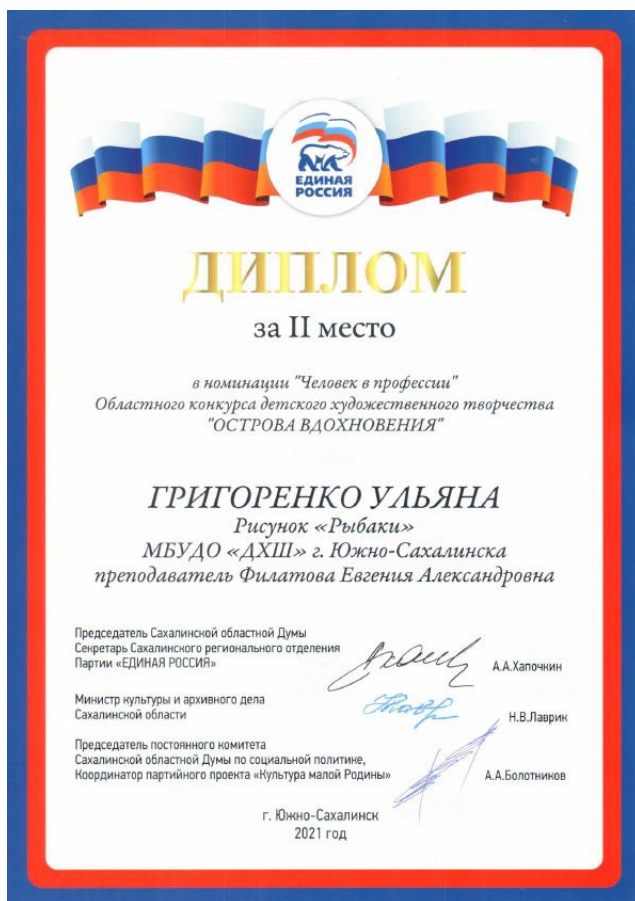 ЕДИНАЯ
РОССИЯ
ДИПЛОМ
за II место
в номинации "Человек в профессии"
Областного конкурса детского художественного творчества
"ОСТРОВА ВДОХНОВЕНИЯ"
ГРИГОРЕНКО УЛЬЯНА
Рисунок «Рыбаки»
МБУДО «ДХШ» г. Южно-Сахалинска
преподаватель Филатова Евгения Александровна
Председатель Сахалинской областной Думы
Секретарь Сахалинского регионального отделения
Партии «ЕДИНАЯ РОССИЯ»
А.А.Хапочкин
Министр культуры и архивного дела
Сахалинской области
Н.В.Лаврик
Председатель постоянного комитета
Сахалинской областной Думы по социальной политике,
Координатор партийного проекта «Культура малой Родины»
А.А.Болотников
г. Южно-Сахалинск
2021 год